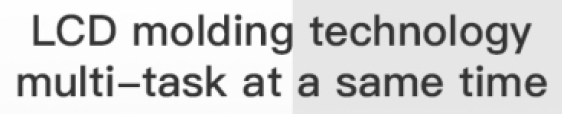 LCD molding technology
multi–task at a same time